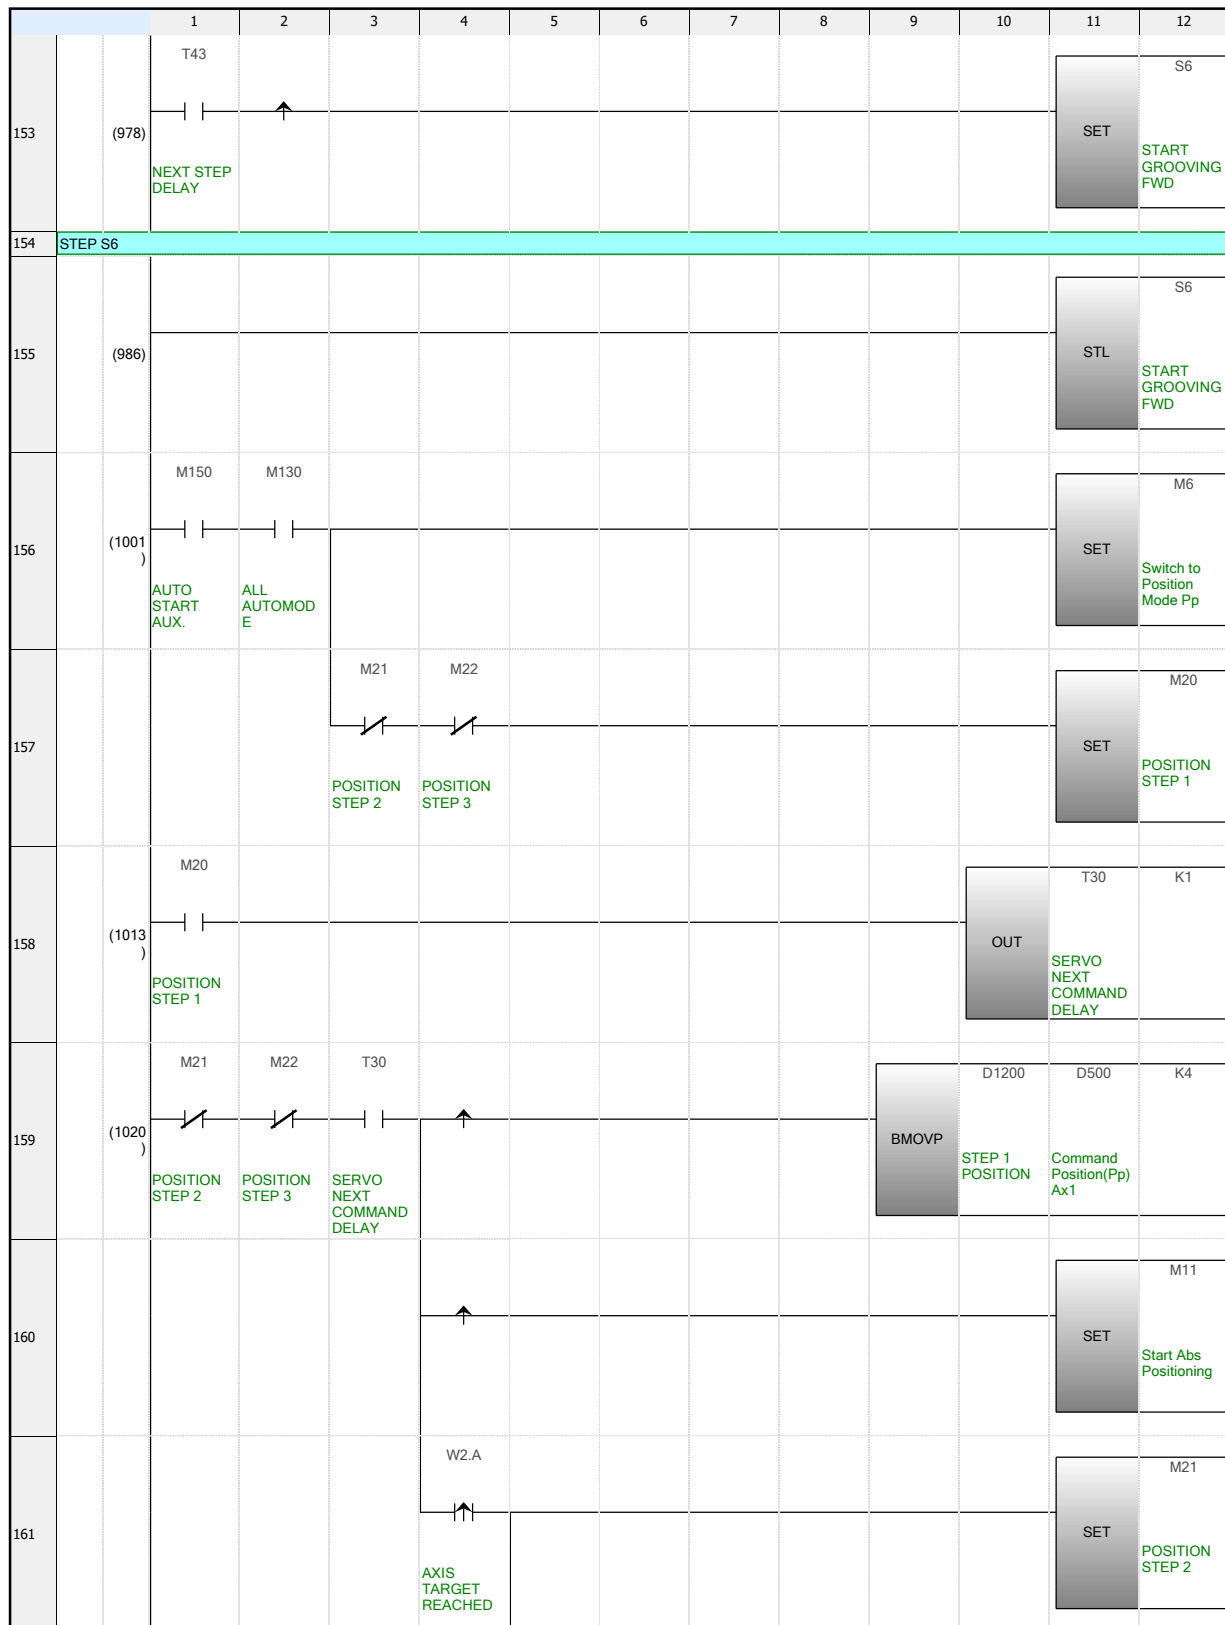 1 2 3 4 5 6 7 8 9 10 11 12
T43 S6
153 (978) SET
NEXT STEP
DELAY
START
GROOVING
FWD
154 STEP S6
S6
155 (986) STL
START
GROOVING
FWD
M150 M130 M6
156 (1001
) SET
AUTO
START
AUX.
ALL
AUTOMOD
E
Switch to
Position
Mode Pp
M21 M22 M20
157 SET
POSITION
STEP 2
POSITION
STEP 3
POSITION
STEP 1
M20 T30 K1
158 (1013
) OUT
POSITION
STEP 1
SERVO
NEXT
COMMAND
DELAY
M21 M22 T30 D1200 D500 K4
159 (1020
) BMOVP
POSITION
STEP 2
POSITION
STEP 3
SERVO
NEXT
COMMAND
DELAY
STEP 1
POSITION
Command
Position(Pp)
Ax1
M11
160 SET
Start Abs
Positioning
W2.A M21
161 SET
AXIS
TARGET
REACHED
POSITION
STEP 2